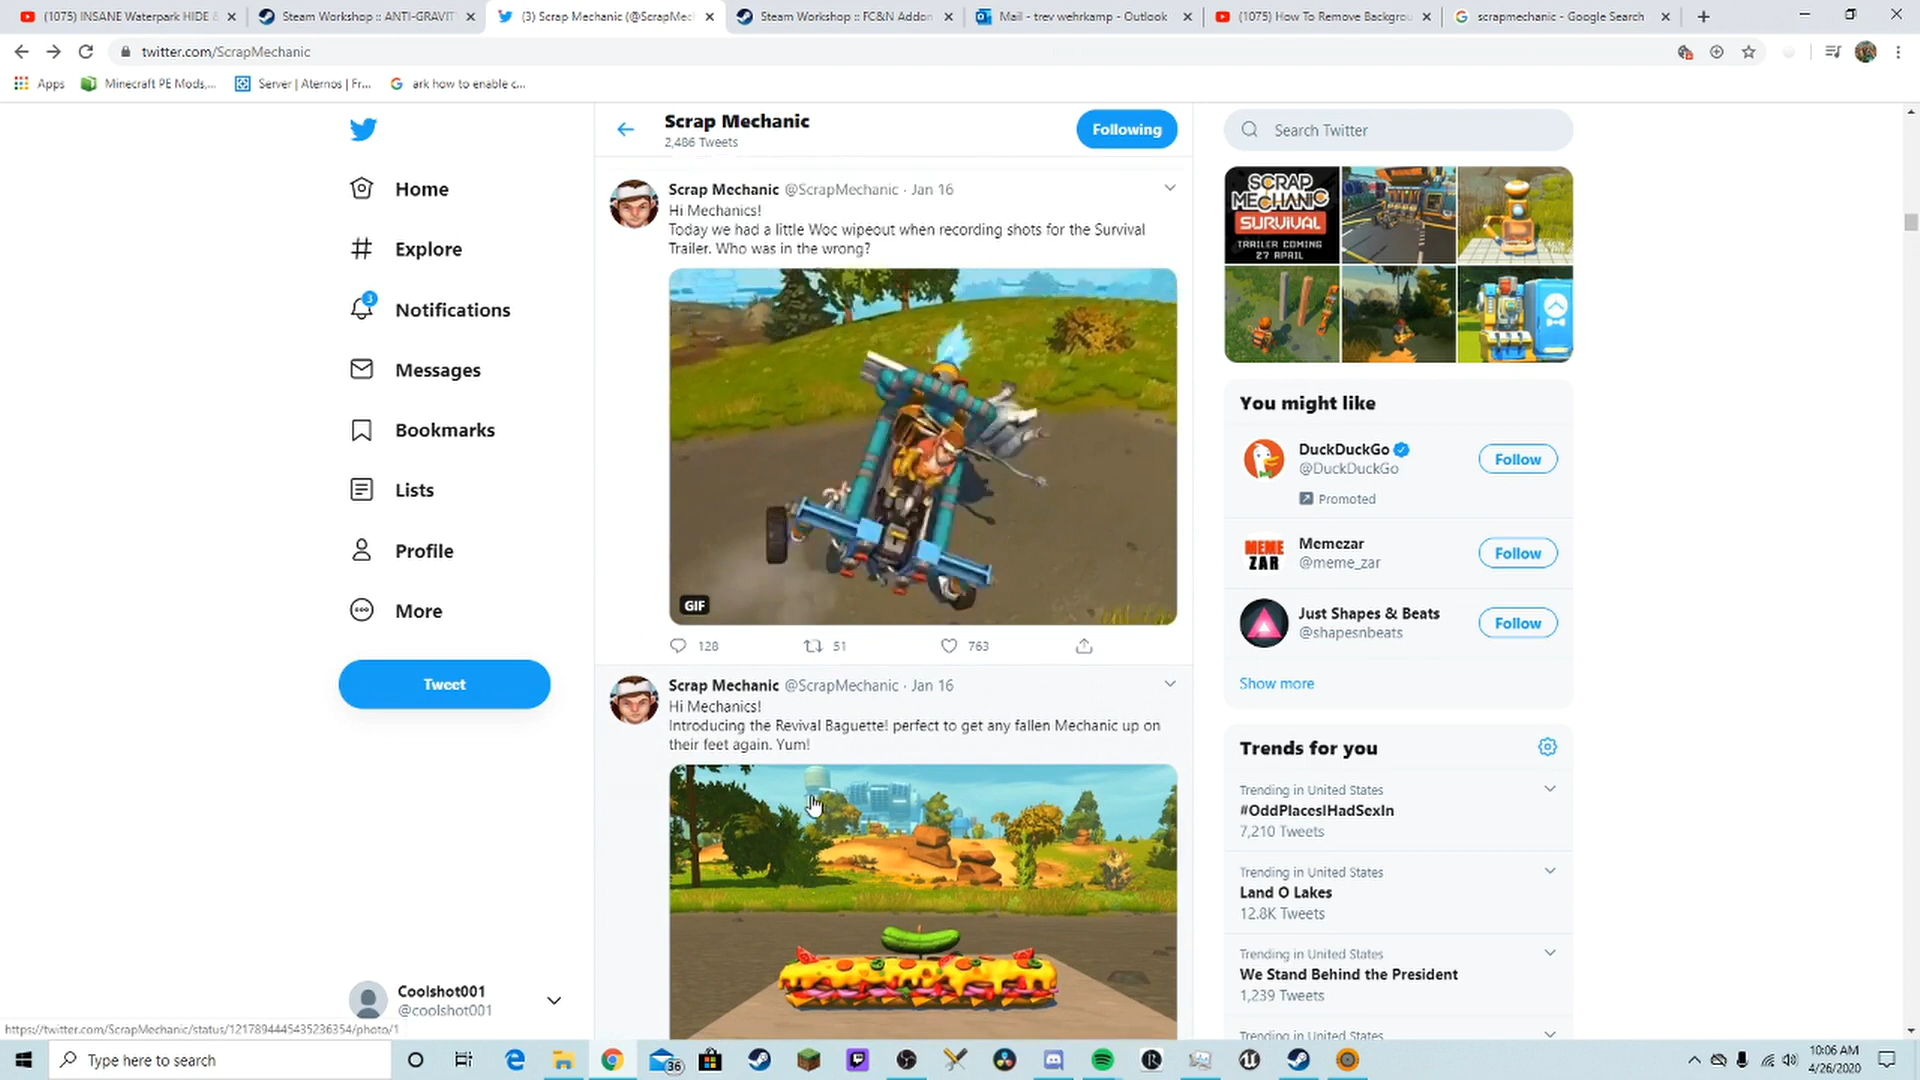 (1075) INSANE Waterpark HIDE &
Steam Workshop :: ANTI-GRAVIT
(3) Scrap Mechanic (@ScrapMec
Steam Workshop :: FC&N Addon
Mail - trev wehrkamp - Outlook
(1075) How To Remove Backgrou
scrapmechanic - Google Search
twitter.com/ScrapMechanic
Apps
Minecraft PE Mods,...
Server | Aternos | Fr...
ark how to enable c...
Home
Explore
3
Notifications
Messages
Bookmarks
Lists
Profile
More
Tweet
Coolshot001
@coolshot001
Scrap Mechanic
2,486 Tweets
Following
Scrap Mechanic @ScrapMechanic · Jan 16
Hi Mechanics!
Today we had a little Woc wipeout when recording shots for the Survival
Trailer. Who was in the wrong?
GIF
128
51
763
Scrap Mechanic @ScrapMechanic · Jan 16
Hi Mechanics!
Introducing the Revival Baguette! perfect to get any fallen Mechanic up on
their feet again. Yum!
Search Twitter
SCRAP
MECHANIC
SURVIVAL
TRAILER COMING
27 APRIL
You might like
DuckDuckGo
@DuckDuckGo
Promoted
Follow
MEME
ZAR
Memezar
@meme_zar
Follow
Just Shapes & Beats
@shapesnbeats
Follow
Show more
Trends for you
Trending in United States
#OddPlacesIHadSexIn
7,210 Tweets
Trending in United States
Land O Lakes
12.8K Tweets
Trending in United States
We Stand Behind the President
1,239 Tweets
Trending in United States
https://twitter.com/ScrapMechanic/status/1217894445435236354/photo/1
Type here to search
36
10:06 AM
4/26/2020